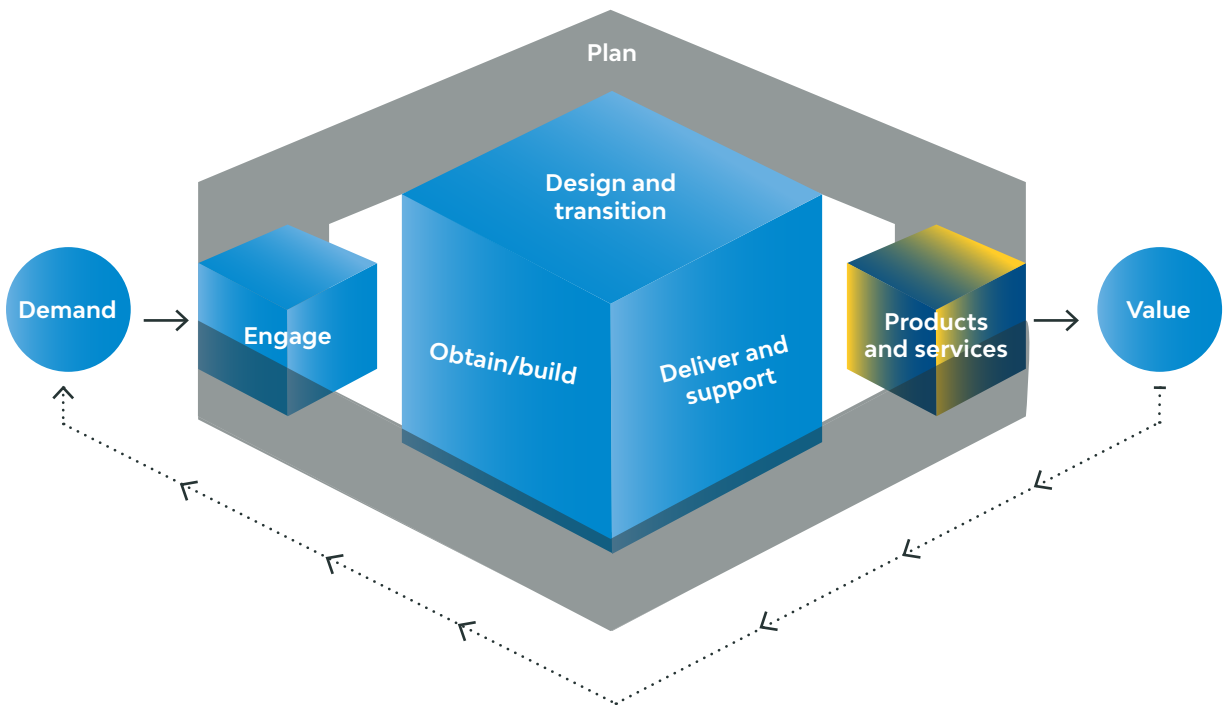 Plan
Design and
transition
Demand
Engage
Obtain/build
Deliver and
support
Products
and services
Value